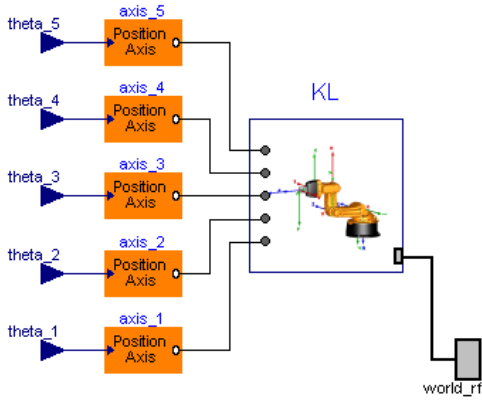 theta_5
axis_5
Position
Axis
theta_4
axis_4
Position
Axis
KL
theta_3
axis_3
Position
Axis
theta_2
axis_2
Position
Axis
theta_1
axis_1
Position
Axis
world_rf